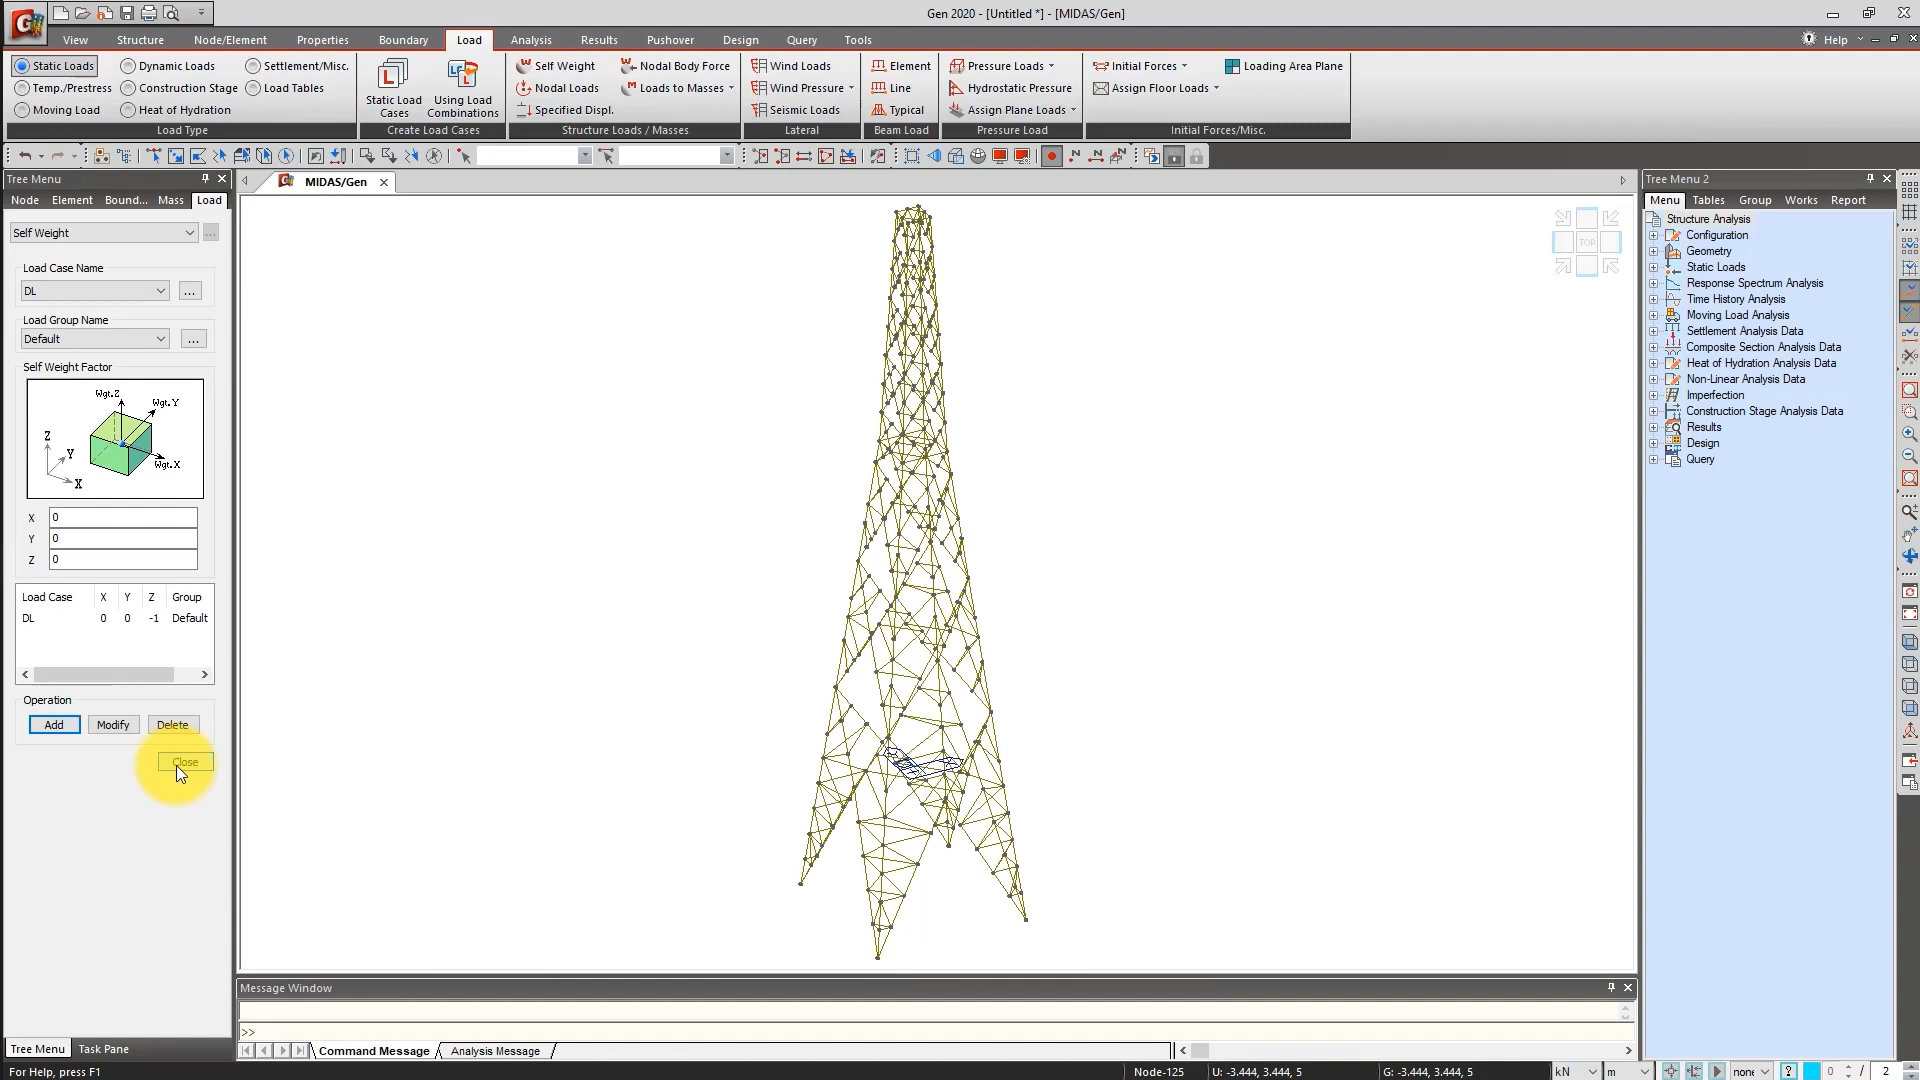 Gen 2020 - [Untitled *] - [MIDAS/Gen]
View Structure Node/Element Properties Boundary Load Analysis Results Pushover Design Query Tools Help
Static Loads Dynamic Loads Settlement/Misc.
Temp./Prestress Construction Stage Load Tables
Moving Load Heat of Hydration
Load Type
Static Load Cases
Using Load Combinations
Create Load Cases
Self Weight Nodal Body Force
Nodal Loads Loads to Masses
Specified Displ.
Structure Loads / Masses
Wind Loads
Wind Pressure
Seismic Loads
Lateral
Element
Line
Typical
Beam Load
Pressure Loads
Hydrostatic Pressure
Assign Plane Loads
Pressure Load
Initial Forces Loading Area Plane
Assign Floor Loads
Initial Forces/Misc.
Tree Menu
Node Element Bound... Mass Load
Self Weight ...
Load Case Name
DL ...
Load Group Name
Default ...
Self Weight Factor
Wgt.Z
Wgt.Y
Wgt.X
Z
Y
X
X 0
Y 0
Z 0
Load Case X Y Z Group
DL 0 0 -1 Default
Operation
Add Modify Delete
Close
Tree Menu Task Pane
MIDAS/Gen
TOP
Message Window
>>
Command Message Analysis Message
Tree Menu 2
Menu Tables Group Works Report
Structure Analysis
Configuration
Geometry
Static Loads
Response Spectrum Analysis
Time History Analysis
Moving Load Analysis
Settlement Analysis Data
Composite Section Analysis Data
Heat of Hydration Analysis Data
Non-Linear Analysis Data
Imperfection
Construction Stage Analysis Data
Results
Design
Query
For Help, press F1 Node-125 U: -3.444, 3.444, 5 G: -3.444, 3.444, 5 kN m none ? 0 / 2